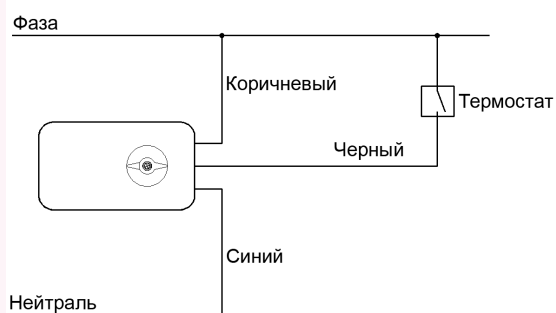 Фаза
Коричневый
Термостат
Черный
Синий
Нейтраль